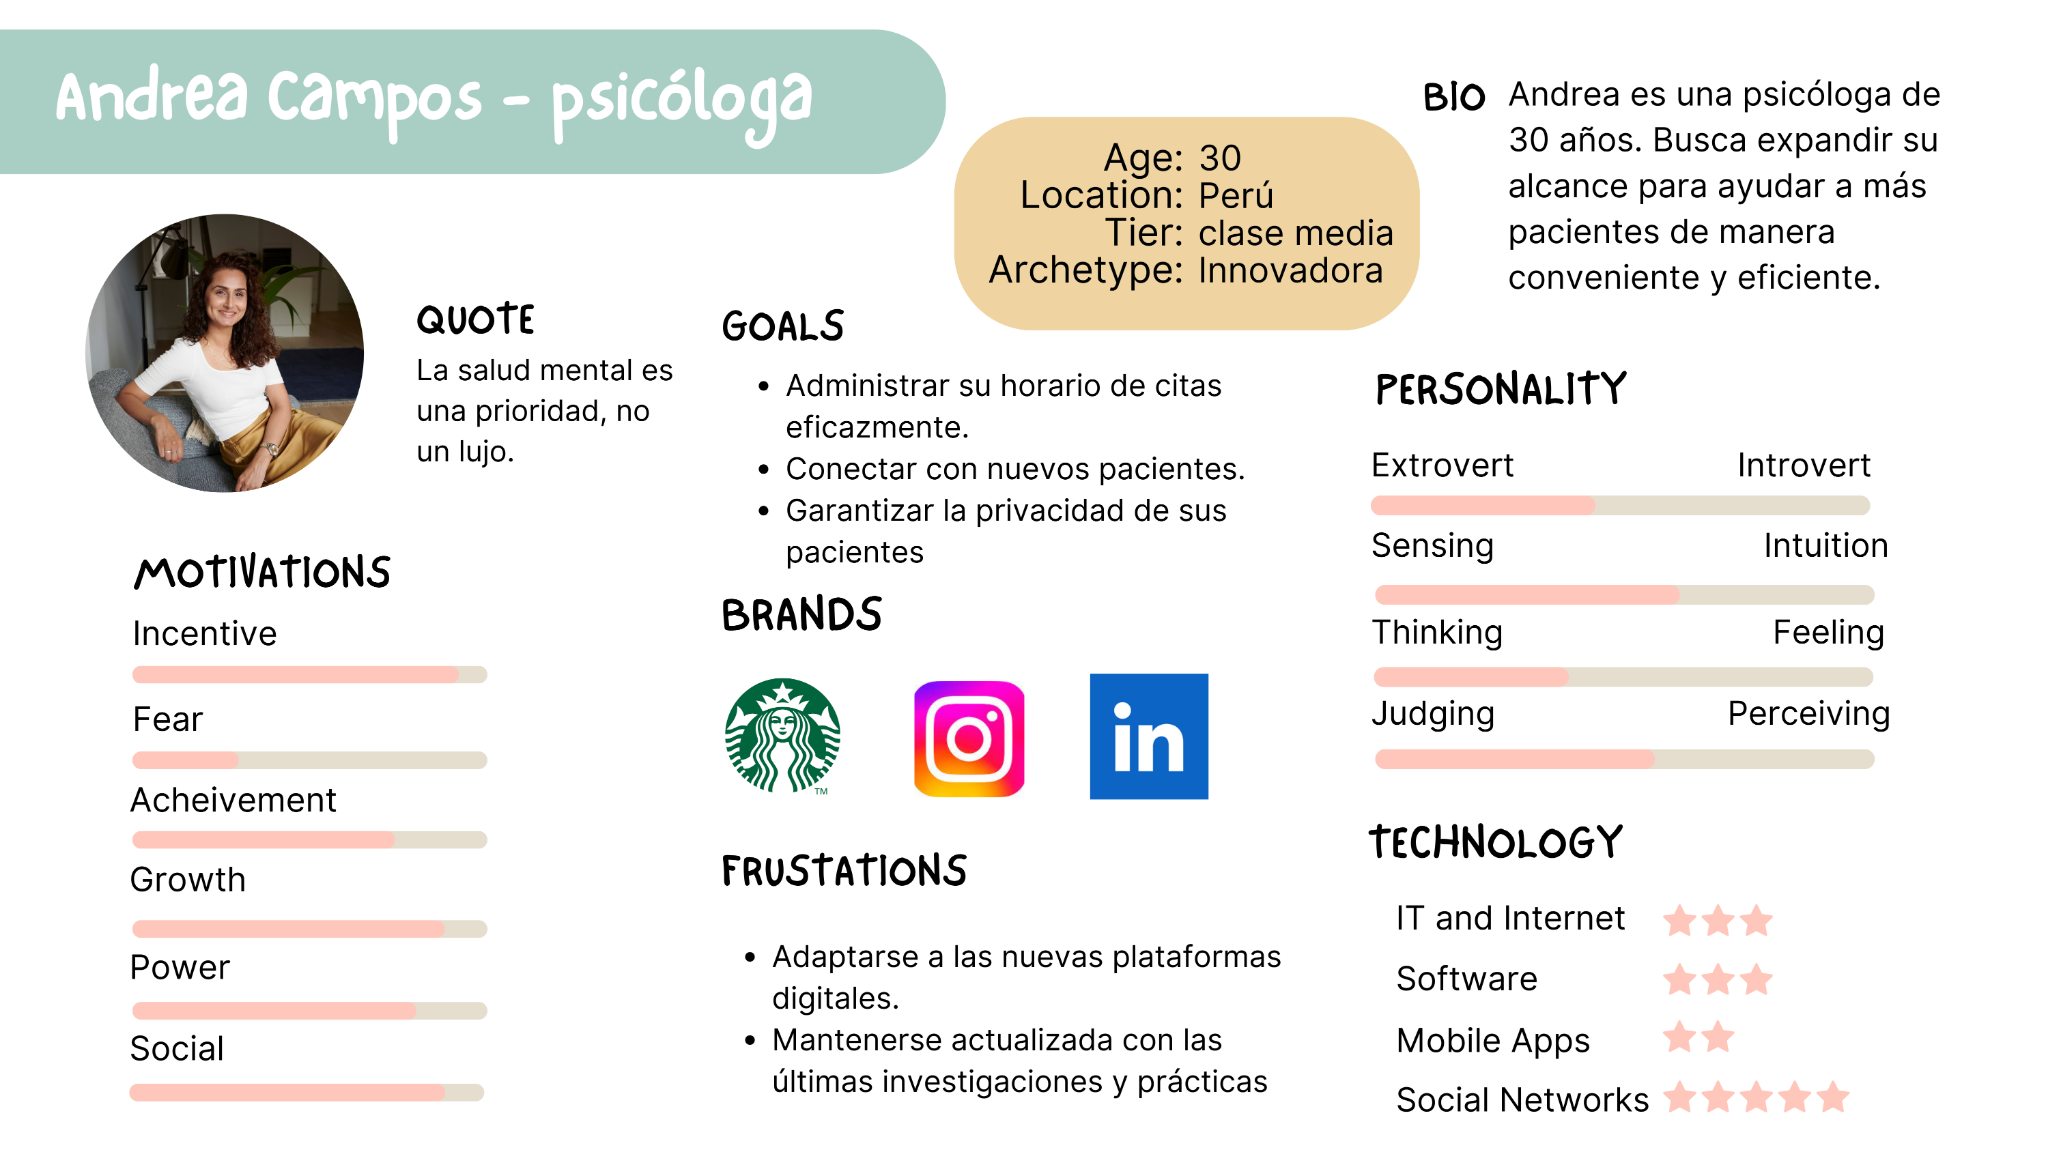 Andrea Campos - psicóloga
Age: 30
Location: Perú
Tier: clase media
Archetype: Innovadora
BIO
Andrea es una psicóloga de
30 años. Busca expandir su
alcance para ayudar a más
pacientes de manera
conveniente y eficiente.
QUOTE
La salud mental es
una prioridad, no
un lujo.
GOALS
• Administrar su horario de citas
eficazmente.
• Conectar con nuevos pacientes.
• Garantizar la privacidad de sus
pacientes
PERSONALITY
Extrovert Introvert
Sensing Intuition
Thinking Feeling
Judging Perceiving
MOTIVATIONS
Incentive
Fear
Acheivement
Growth
Power
Social
BRANDS
TM
in
FRUSTATIONS
• Adaptarse a las nuevas plataformas
digitales.
• Mantenerse actualizada con las
últimas investigaciones y prácticas
TECHNOLOGY
IT and Internet
Software
Mobile Apps
Social Networks